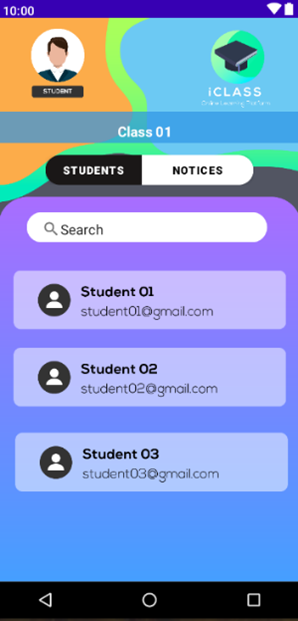 10:00
STUDENT
iCLASS
Online Learning
Class 01
STUDENTS
NOTICES
Search
Student 01
student01@gmail.com
Student 02
student02@gmail.com
Student 03
student03@gmail.com